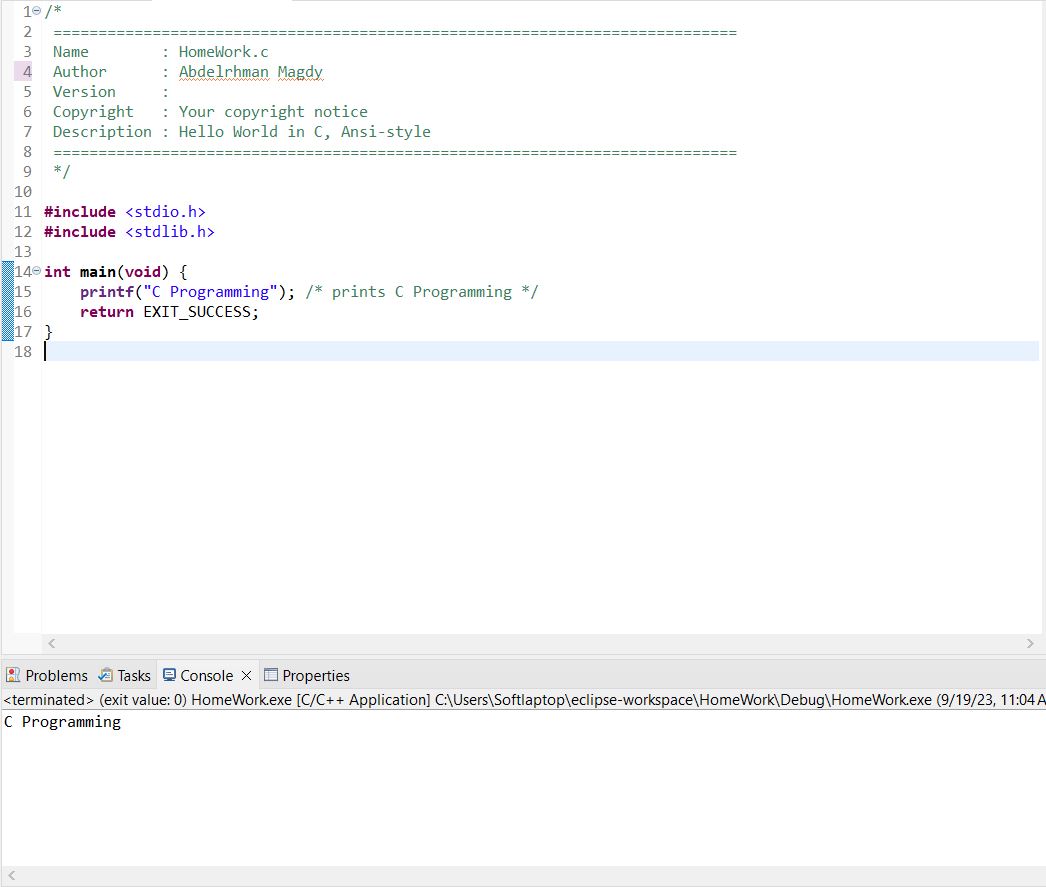 1 /*
2 ============================================================================
3 Name        : HomeWork.c
4 Author      : Abdelrhman Magdy
5 Version     :
6 Copyright   : Your copyright notice
7 Description : Hello World in C, Ansi-style
8 ============================================================================
9 */
10
11 #include <stdio.h>
12 #include <stdlib.h>
13
14 int main(void) {
15     printf("C Programming"); /* prints C Programming */
16     return EXIT_SUCCESS;
17 }
18
Problems Tasks Console Properties
<terminated> (exit value: 0) HomeWork.exe [C/C++ Application] C:\Users\Softlaptop\eclipse-workspace\HomeWork\Debug\HomeWork.exe (9/19/23, 11:04 A
C Programming